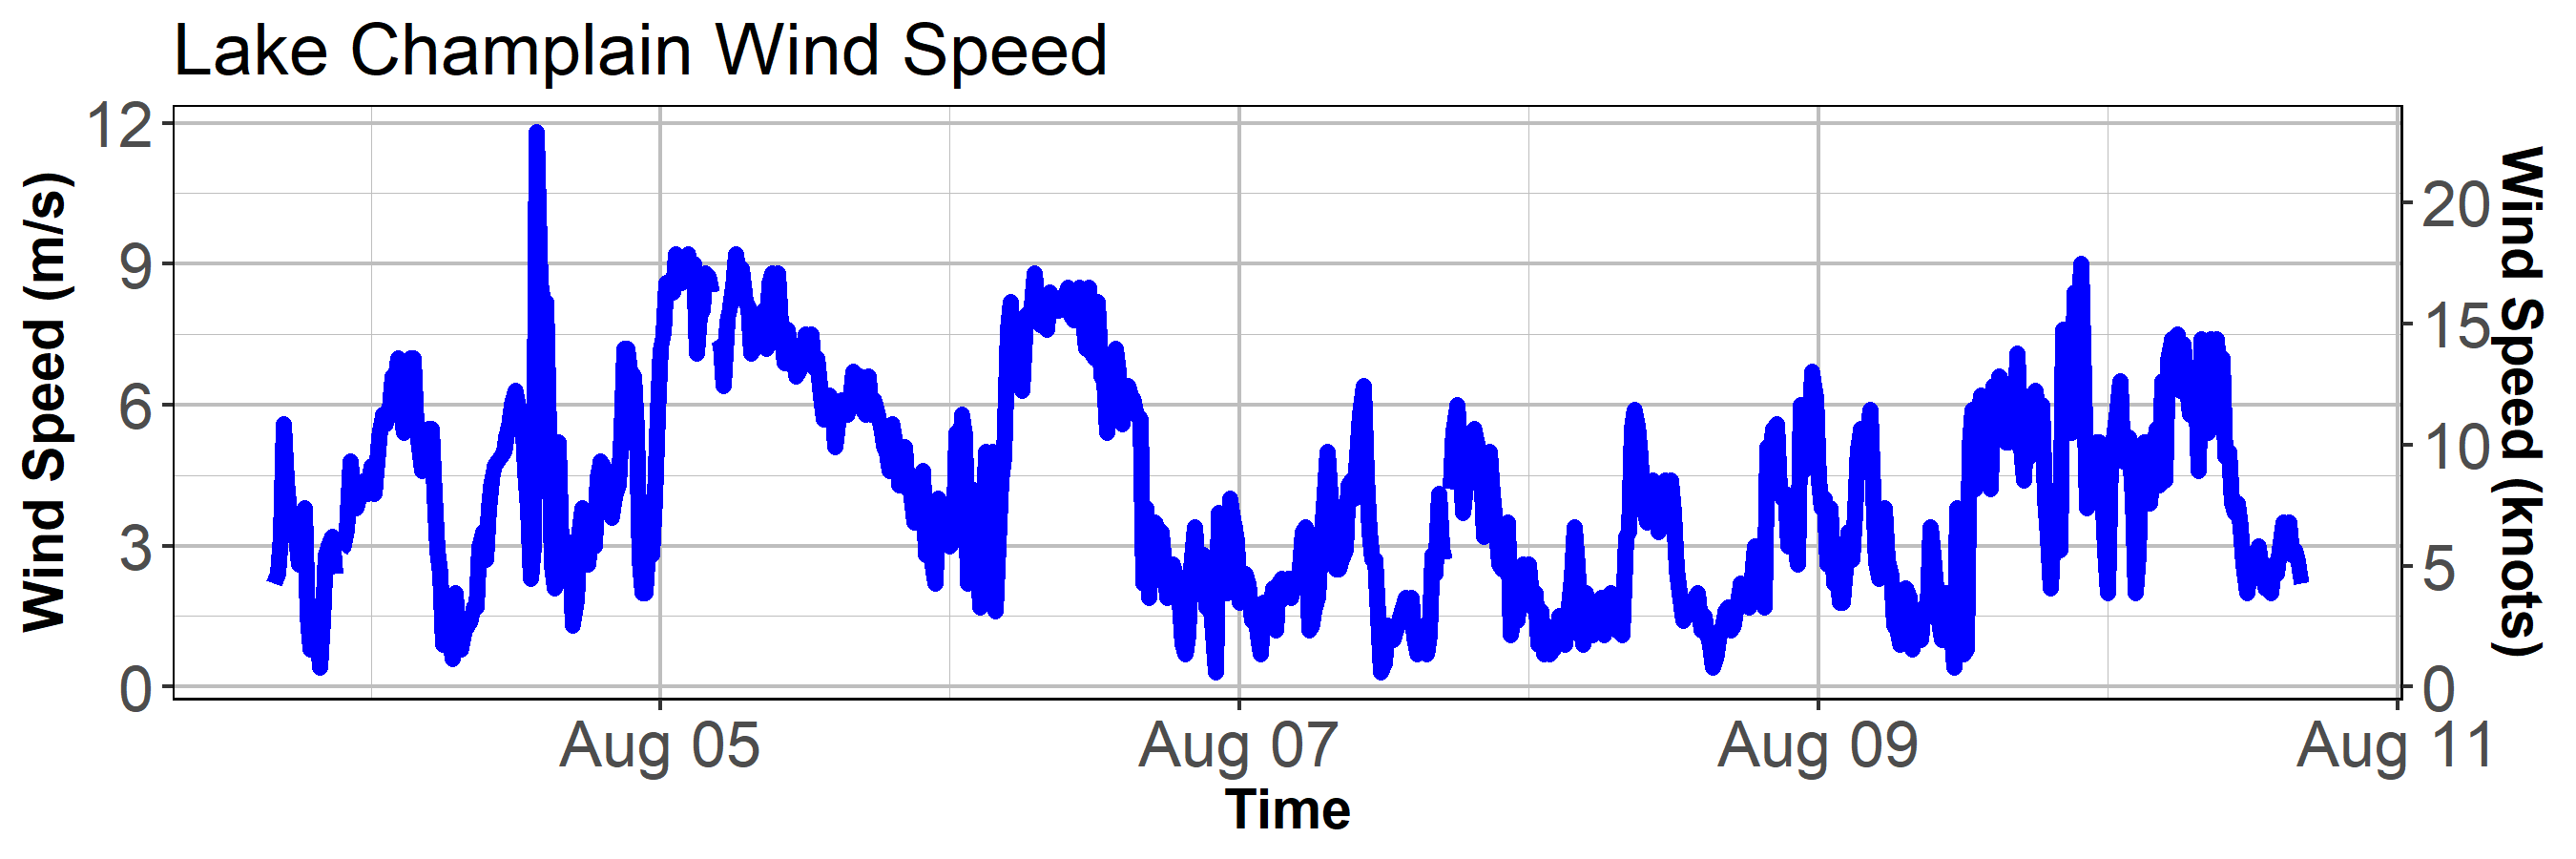 Lake Champlain Wind Speed
Wind Speed (m/s)
12
9
6
3
0
20
15
10
5
0
Wind Speed (knots)
Aug 05 Aug 07 Aug 09 Aug 11
Time